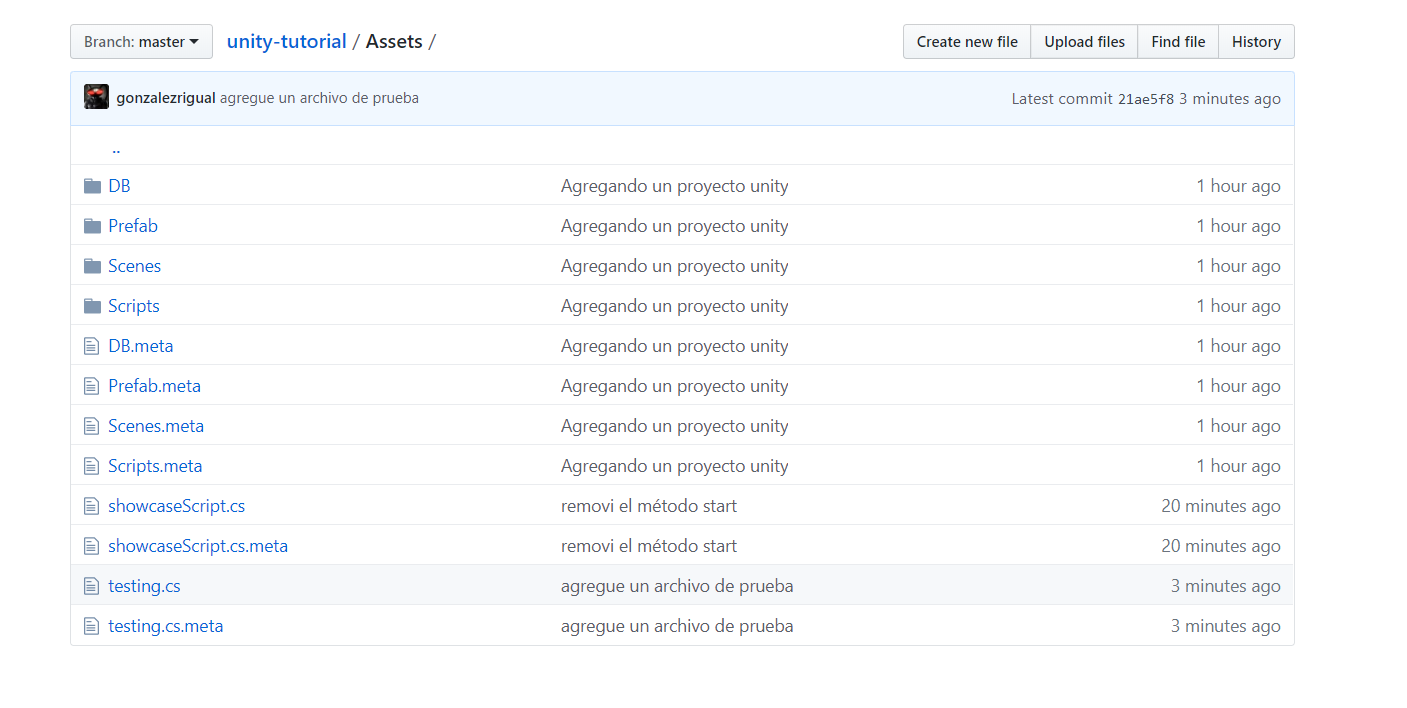 Branch: master unity-tutorial / Assets / Create new file Upload files Find file History
gonzalezrigual agregue un archivo de prueba Latest commit 21ae5f8 3 minutes ago
..
DB Agregando un proyecto unity 1 hour ago
Prefab Agregando un proyecto unity 1 hour ago
Scenes Agregando un proyecto unity 1 hour ago
Scripts Agregando un proyecto unity 1 hour ago
DB.meta Agregando un proyecto unity 1 hour ago
Prefab.meta Agregando un proyecto unity 1 hour ago
Scenes.meta Agregando un proyecto unity 1 hour ago
Scripts.meta Agregando un proyecto unity 1 hour ago
showcaseScript.cs removi el método start 20 minutes ago
showcaseScript.cs.meta removi el método start 20 minutes ago
testing.cs agregue un archivo de prueba 3 minutes ago
testing.cs.meta agregue un archivo de prueba 3 minutes ago